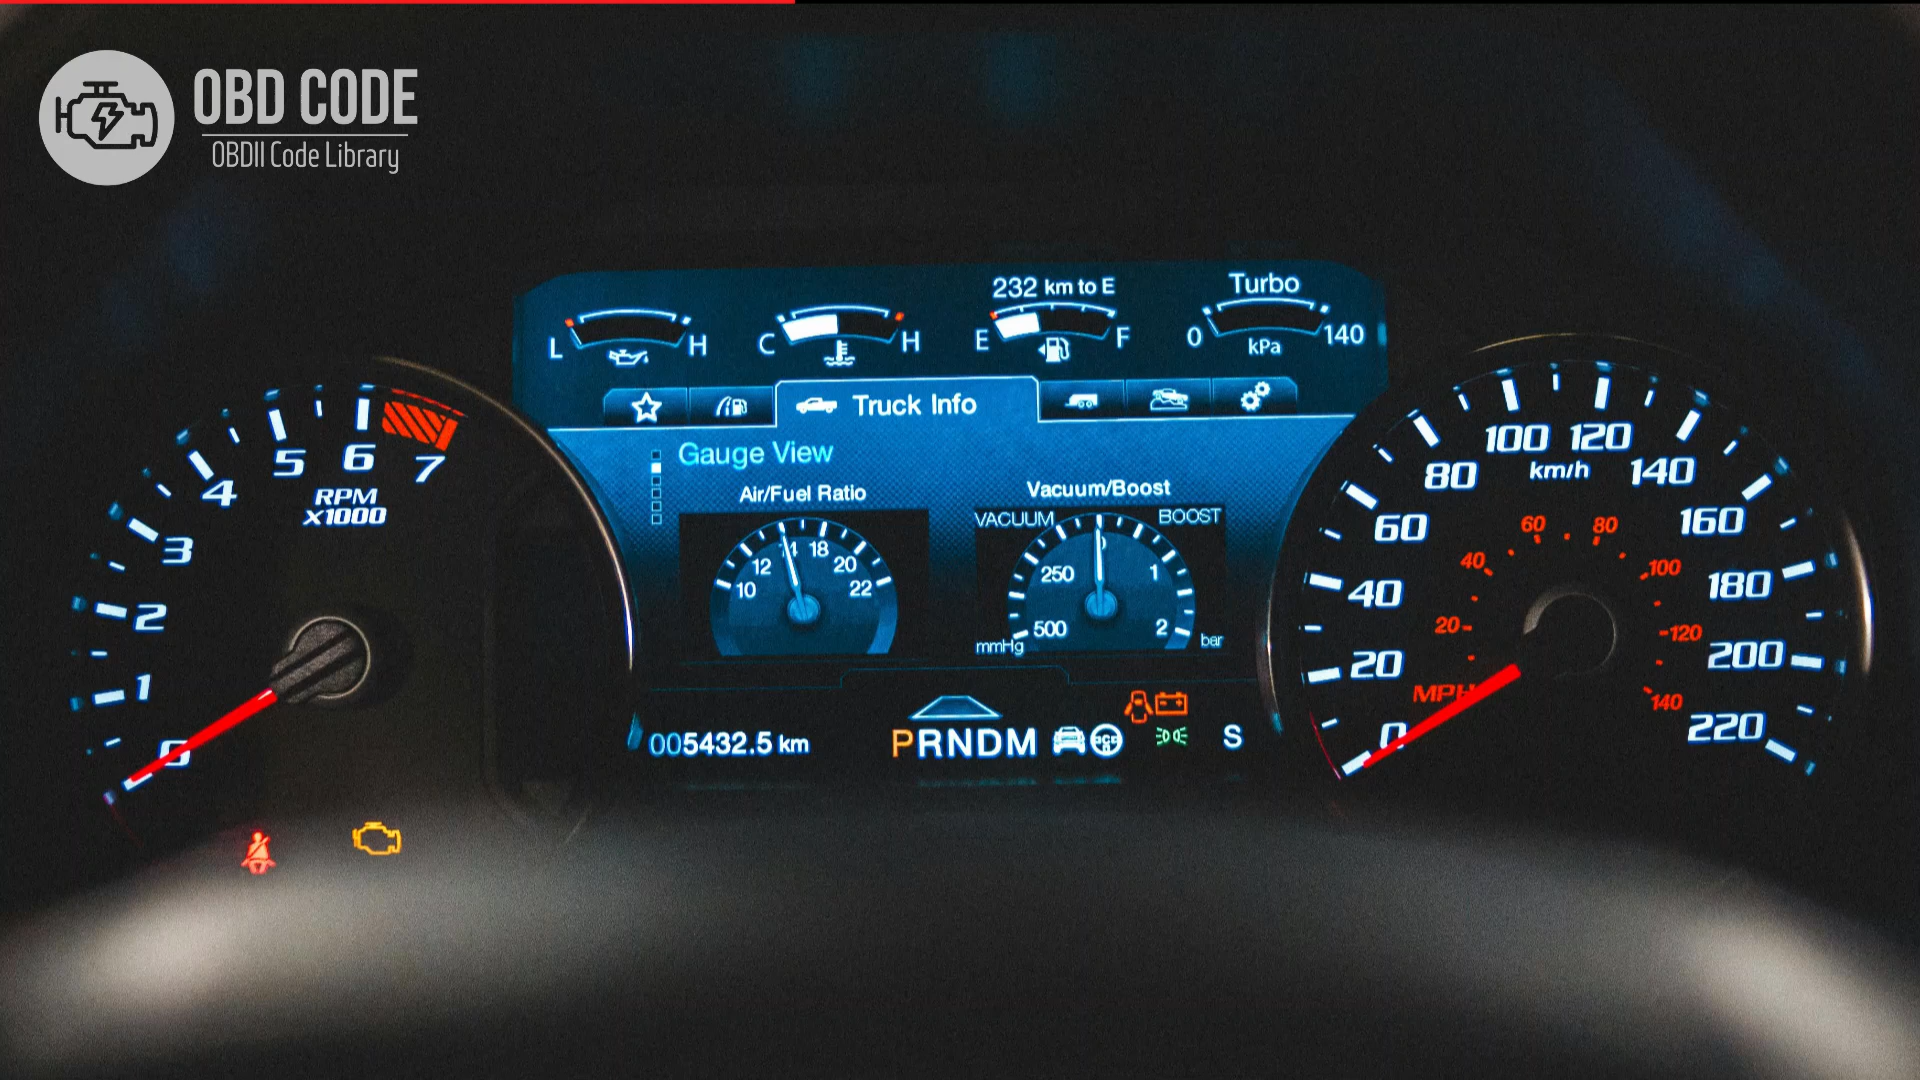 OBD CODE
OBDII Code Library
232 km to E
Turbo
L H
C H
E F
0 140
kPa
Truck Info
Gauge View
Air/Fuel Ratio
Vacuum/Boost
VACUUM BOOST
10 12 14 18 20 22
250 0 1
500 2
mmHg bar
0 1 2 3 4 5 6 7
RPM
X1000
0 20 40 60 80 100 120 140 160 180 200 220
km/h
20 40 60 80 100 120 140
MPH
005432.5 km
PRNDM
S